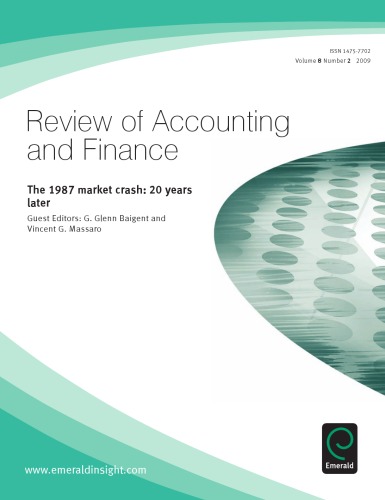 ISSN 1475-7702
Volume 8 Number 2 2009
Review of Accounting
and Finance
The 1987 market crash: 20 years
later
Guest Editors: G. Glenn Baigent and
Vincent G. Massaro
Emerald
www.emeraldinsight.com